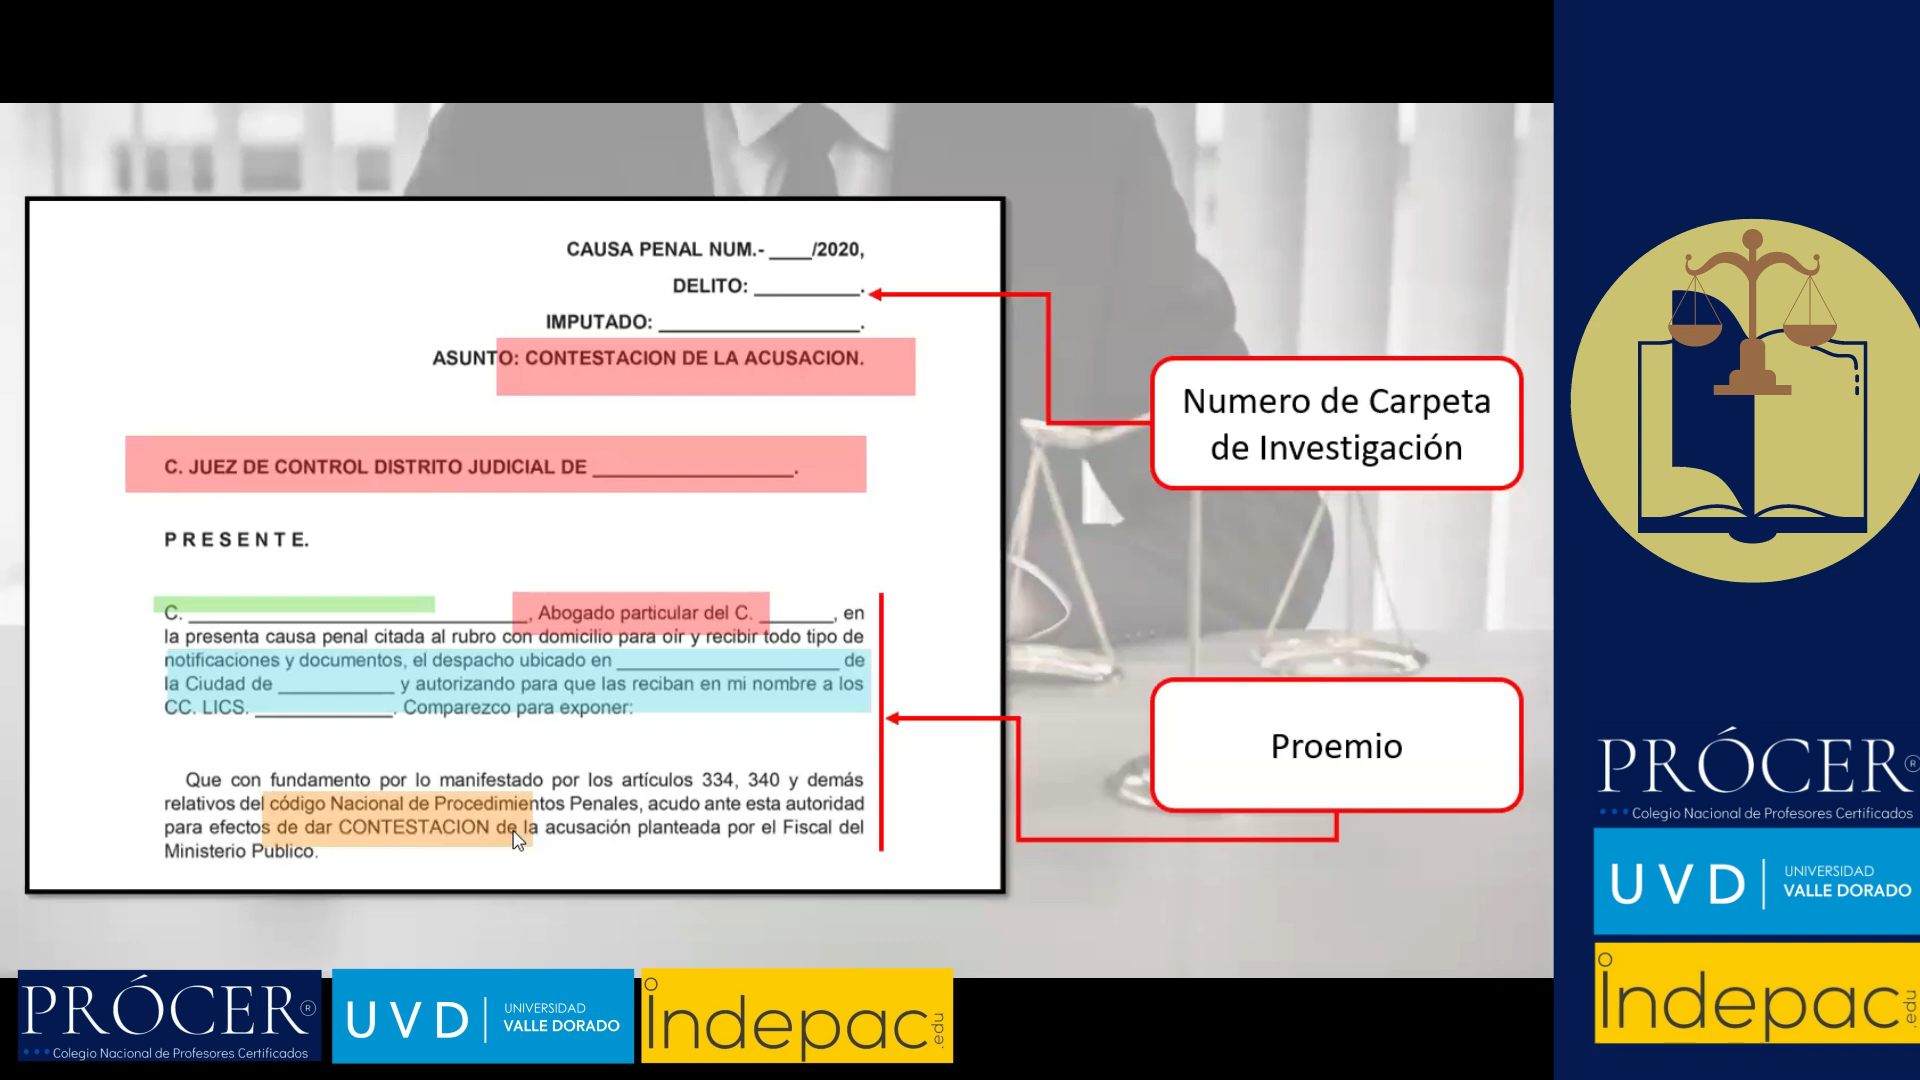 CAUSA PENAL NUM.- ____/2020,
DELITO: __________.
IMPUTADO: ___________________.
ASUNTO: CONTESTACION DE LA ACUSACION.
C. JUEZ DE CONTROL DISTRITO JUDICIAL DE ___________________.
P R E S E N T E.
C. ________________________________, Abogado particular del C. _______, en
la presenta causa penal citada al rubro con domicilio para oír y recibir todo tipo de
notificaciones y documentos, el despacho ubicado en _____________________ de
la Ciudad de ___________ y autorizando para que las reciban en mi nombre a los
CC. LICS. _____________. Comparezco para exponer:
Que con fundamento por lo manifestado por los artículos 334, 340 y demás
relativos del código Nacional de Procedimientos Penales, acudo ante esta autoridad
para efectos de dar CONTESTACION de la acusación planteada por el Fiscal del
Ministerio Publico.
Numero de Carpeta
de Investigación
Proemio
PRÓCER®
Colegio Nacional de Profesores Certificados
UVD
UNIVERSIDAD
VALLE DORADO
indepac.edu
PRÓCER®
Colegio Nacional de Profesores Certificados
UVD
UNIVERSIDAD
VALLE DORADO
indepac.edu